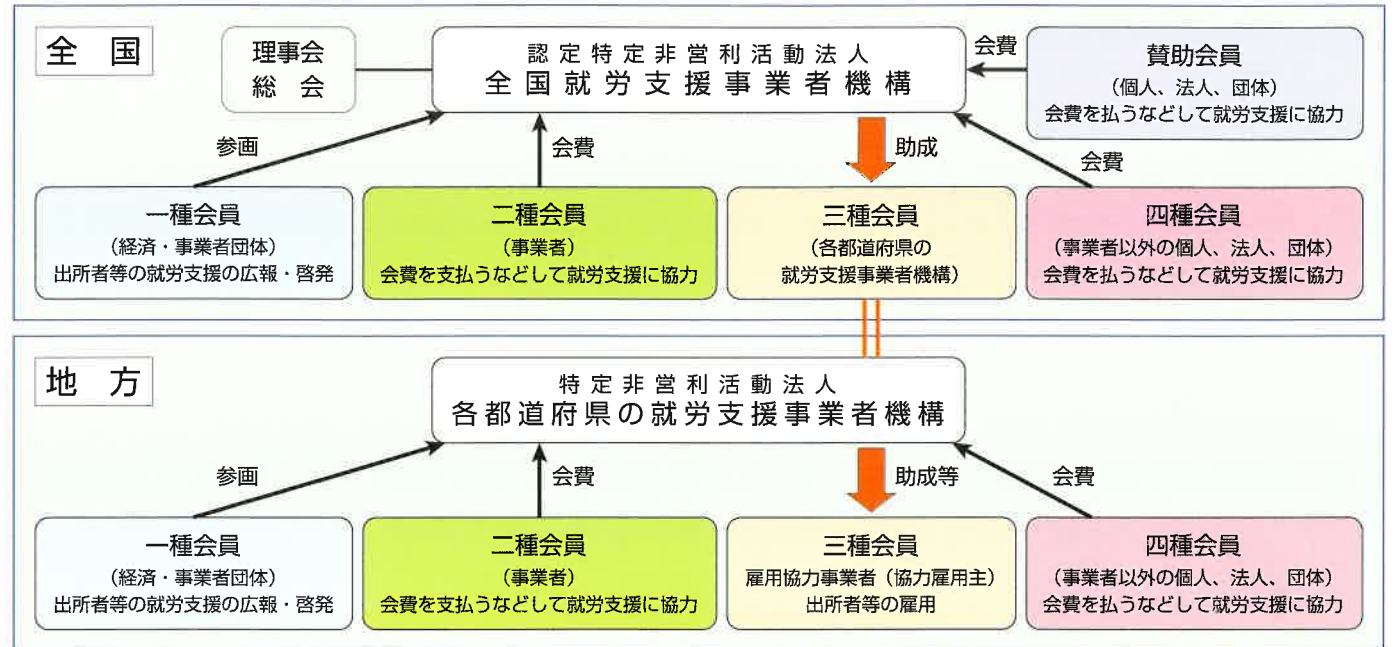 全 国
理事会
総 会
認定特定非営利活動法人
全国就労支援事業者機構
会費
賛助会員
（個人、法人、団体）
会費を払うなどして就労支援に協力
参画
会費
助成
会費
一種会員
（経済・事業者団体）
出所者等の就労支援の広報・啓発
二種会員
（事業者）
会費を支払うなどして就労支援に協力
三種会員
（各都道府県の
就労支援事業者機構）
四種会員
（事業者以外の個人、法人、団体）
会費を払うなどして就労支援に協力
地 方
特定非営利活動法人
各都道府県の就労支援事業者機構
参画
会費
助成等
会費
一種会員
（経済・事業者団体）
出所者等の就労支援の広報・啓発
二種会員
（事業者）
会費を支払うなどして就労支援に協力
三種会員
雇用協力事業者（協力雇用主）
出所者等の雇用
四種会員
（事業者以外の個人、法人、団体）
会費を払うなどして就労支援に協力